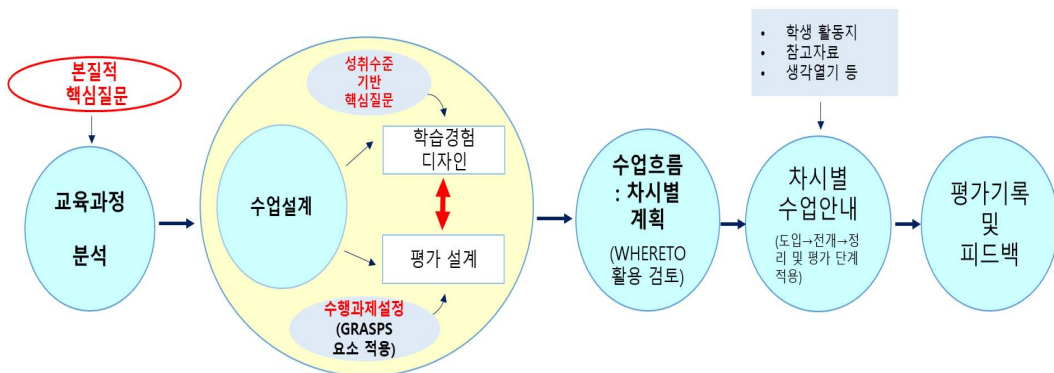 본질적
핵심질문
교육과정
분석
성취수준
기반
핵심질문
수업설계
학습경험
디자인
평가 설계
수행과제설정
(GRASPS
요소 적용)
수업흐름
: 차시별
계획
(WHERETO
활용 검토)
• 학생 활동지
• 참고자료
• 생각열기 등
차시별
수업안내
(도입→전개→정
리 및 평가 단계
적용)
평가기록
및
피드백